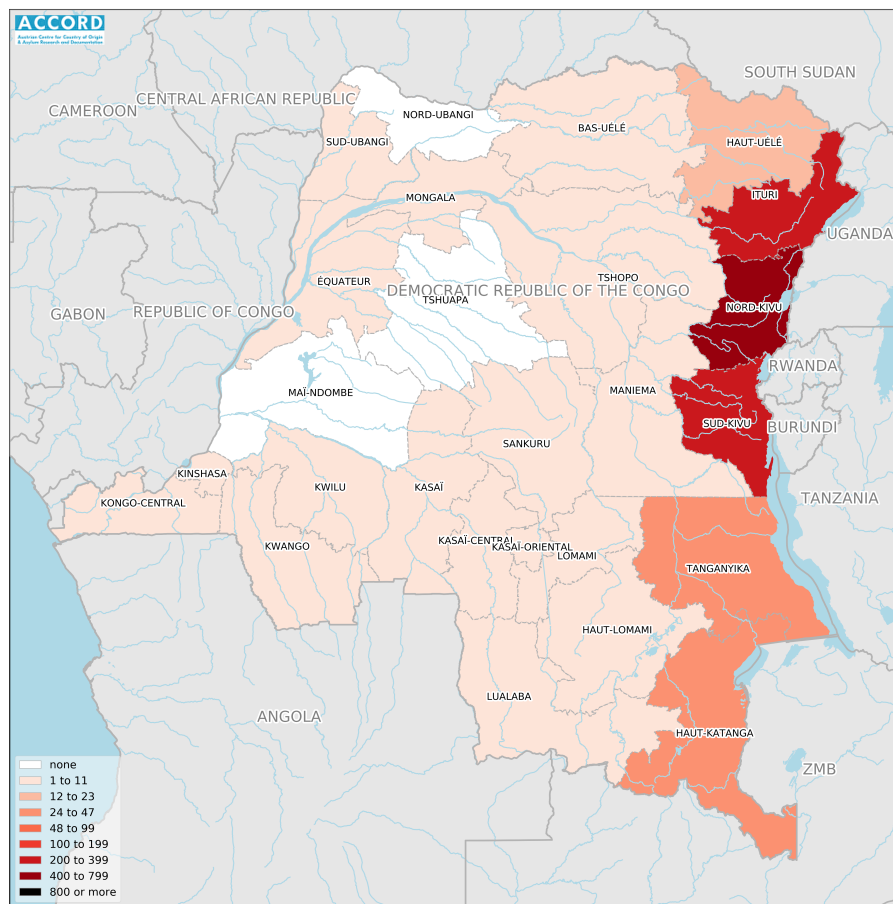 ACCORD
Austrian Centre for Country of Origin
& Asylum Research and Documentation
SOUTH SUDAN
CENTRAL AFRICAN REPUBLIC
CAMEROON
NORD-UBANGI
BAS-UÉLÉ
SUD-UBANGI
HAUT-UÉLÉ
ITURI
MONGALA
UGANDA
TSHOPO
ÉQUATEUR
DEMOCRATIC REPUBLIC OF THE CONGO
TSHUAPA
NORD-KIVU
GABON
REPUBLIC OF CONGO
RWANDA
MANIEMA
MAÏ-NDOMBE
SUD-KIVU
BURUNDI
SANKURU
KINSHASA
KWILU
KASAÏ
TANZANIA
KONGO-CENTRAL
KASAÏ-CENTRAL
KWANGO
KASAÏ-ORIENTAL
LOMAMI
TANGANYIKA
HAUT-LOMAMI
LUALABA
ANGOLA
HAUT-KATANGA
ZMB
none
1 to 11
12 to 23
24 to 47
48 to 99
100 to 199
200 to 399
400 to 799
800 or more